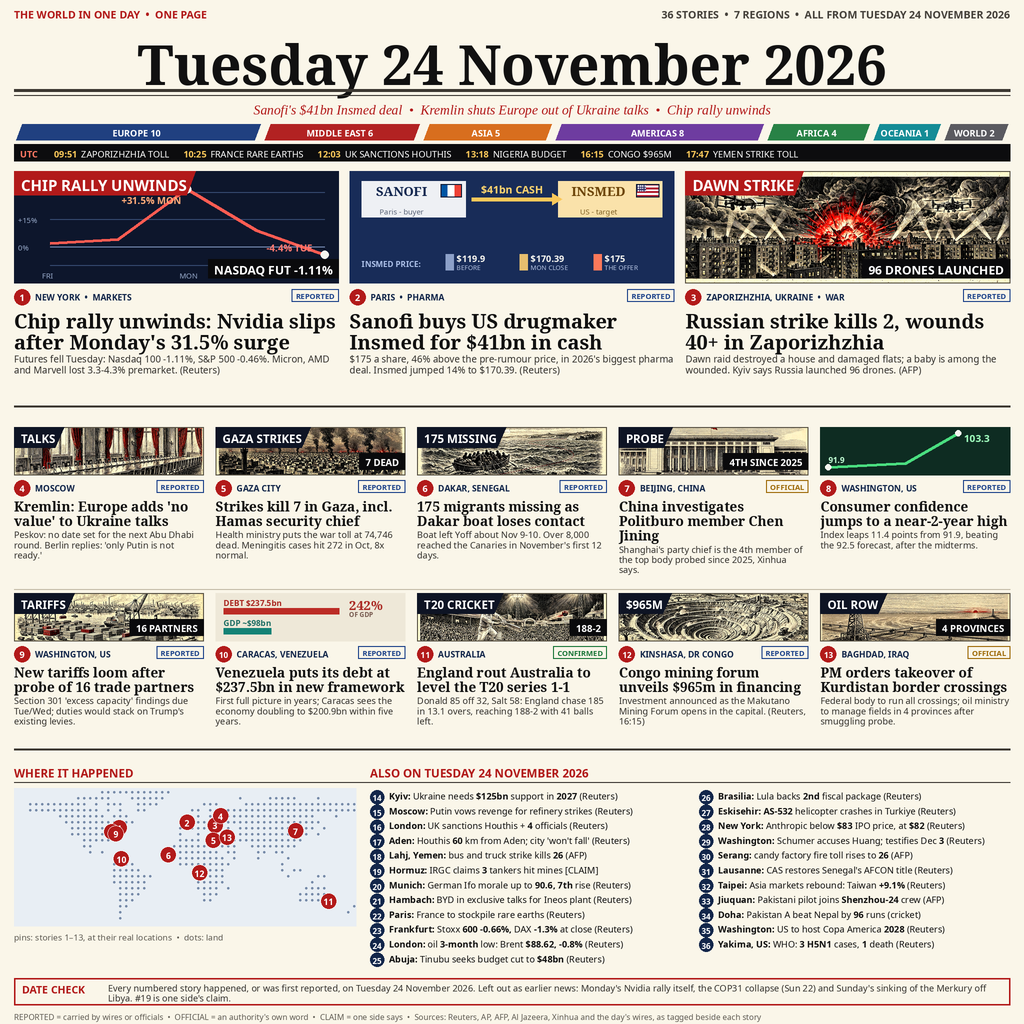 THE WORLD IN ONE DAY • ONE PAGE
36 STORIES • 7 REGIONS • ALL FROM TUESDAY 24 NOVEMBER 2026
Tuesday 24 November 2026
Sanofi's $41bn Insmed deal • Kremlin shuts Europe out of Ukraine talks • Chip rally unwinds
EUROPE 10
MIDDLE EAST 6
ASIA 5
AMERICAS 8
AFRICA 4
OCEANIA 1
WORLD 2
UTC 09:51 ZAPORIZHZHIA TOLL 10:25 FRANCE RARE EARTHS 12:03 UK SANCTIONS HOUTHIS 13:18 NIGERIA BUDGET 16:15 CONGO $965M 17:47 YEMEN STRIKE TOLL
CHIP RALLY UNWINDS
+31.5% MON
+15%
0%
-4.4% TUE
FRI
MON
NASDAQ FUT -1.11%
1 NEW YORK • MARKETS
REPORTED
Chip rally unwinds: Nvidia slips
after Monday's 31.5% surge
Futures fell Tuesday: Nasdaq 100 -1.11%, S&P 500 -0.46%. Micron, AMD
and Marvell lost 3.3-4.3% premarket. (Reuters)
SANOFI
Paris · buyer
$41bn CASH
INSMED
US · target
INSMED PRICE:
$119.9
BEFORE
$170.39
MON CLOSE
$175
THE OFFER
2 PARIS • PHARMA
REPORTED
Sanofi buys US drugmaker
Insmed for $41bn in cash
$175 a share, 46% above the pre-rumour price, in 2026's biggest pharma
deal. Insmed jumped 14% to $170.39. (Reuters)
DAWN STRIKE
96 DRONES LAUNCHED
3 ZAPORIZHZHIA, UKRAINE • WAR
REPORTED
Russian strike kills 2, wounds
40+ in Zaporizhzhia
Dawn raid destroyed a house and damaged flats; a baby is among the
wounded. Kyiv says Russia launched 96 drones. (AFP)
TALKS
4 MOSCOW
REPORTED
Kremlin: Europe adds 'no
value' to Ukraine talks
Peskov: no date set for the next Abu Dhabi
round. Berlin replies: 'only Putin is not
ready.'
GAZA STRIKES
7 DEAD
5 GAZA CITY
REPORTED
Strikes kill 7 in Gaza, incl.
Hamas security chief
Health ministry puts the war toll at 74,746
dead. Meningitis cases hit 272 in Oct, 8x
normal.
175 MISSING
6 DAKAR, SENEGAL
REPORTED
175 migrants missing as
Dakar boat loses contact
Boat left Yoff about Nov 9-10. Over 8,000
reached the Canaries in November's first 12
days.
PROBE
4TH SINCE 2025
7 BEIJING, CHINA
OFFICIAL
China investigates
Politburo member Chen
Jining
Shanghai's party chief is the 4th member of
the top body probed since 2025, Xinhua
says.
91.9
103.3
8 WASHINGTON, US
REPORTED
Consumer confidence
jumps to a near-2-year high
Index leaps 11.4 points from 91.9, beating
the 92.5 forecast, after the midterms.
TARIFFS
16 PARTNERS
9 WASHINGTON, US
REPORTED
New tariffs loom after
probe of 16 trade partners
Section 301 'excess capacity' findings due
Tue/Wed; duties would stack on Trump's
existing levies.
DEBT $237.5bn
GDP ~$98bn
242%
OF GDP
10 CARACAS, VENEZUELA
REPORTED
Venezuela puts its debt at
$237.5bn in new framework
First full picture in years; Caracas sees the
economy doubling to $200.9bn within five
years.
T20 CRICKET
188-2
11 AUSTRALIA
CONFIRMED
England rout Australia to
level the T20 series 1-1
Donald 85 off 32, Salt 58: England chase 185
in 13.1 overs, reaching 188-2 with 41 balls
left.
$965M
12 KINSHASA, DR CONGO
REPORTED
Congo mining forum
unveils $965m in financing
Investment announced as the Makutano
Mining Forum opens in the capital. (Reuters,
16:15)
OIL ROW
4 PROVINCES
13 BAGHDAD, IRAQ
OFFICIAL
PM orders takeover of
Kurdistan border crossings
Federal body to run all crossings; oil ministry
to manage fields in 4 provinces after
smuggling probe.
WHERE IT HAPPENED
2
4
3
9
5
13
7
10
6
12
11
pins: stories 1–13, at their real locations • dots: land
ALSO ON TUESDAY 24 NOVEMBER 2026
14 Kyiv: Ukraine needs $125bn support in 2027 (Reuters)
15 Moscow: Putin vows revenge for refinery strikes (Reuters)
16 London: UK sanctions Houthis + 4 officials (Reuters)
17 Aden: Houthis 60 km from Aden; city 'won't fall' (Reuters)
18 Lahj, Yemen: bus and truck strike kills 26 (AFP)
19 Hormuz: IRGC claims 3 tankers hit mines [CLAIM]
20 Munich: German Ifo morale up to 90.6, 7th rise (Reuters)
21 Hambach: BYD in exclusive talks for Ineos plant (Reuters)
22 Paris: France to stockpile rare earths (Reuters)
23 Frankfurt: Stoxx 600 -0.66%, DAX -1.3% at close (Reuters)
24 London: oil 3-month low: Brent $88.62, -0.8% (Reuters)
25 Abuja: Tinubu seeks budget cut to $48bn (Reuters)
26 Brasilia: Lula backs 2nd fiscal package (Reuters)
27 Eskisehir: AS-532 helicopter crashes in Turkiye (Reuters)
28 New York: Anthropic below $83 IPO price, at $82 (Reuters)
29 Washington: Schumer accuses Huang; testifies Dec 3 (Reuters)
30 Serang: candy factory fire toll rises to 26 (AFP)
31 Lausanne: CAS restores Senegal's AFCON title (Reuters)
32 Taipei: Asia markets rebound: Taiwan +9.1% (Reuters)
33 Jiuquan: Pakistani pilot joins Shenzhou-24 crew (AFP)
34 Doha: Pakistan A beat Nepal by 96 runs (cricket)
35 Washington: US to host Copa America 2028 (Reuters)
36 Yakima, US: WHO: 3 H5N1 cases, 1 death (Reuters)
DATE CHECK
Every numbered story happened, or was first reported, on Tuesday 24 November 2026. Left out as earlier news: Monday's Nvidia rally itself, the COP31 collapse (Sun 22) and Sunday's sinking of the Merkury off
Libya. #19 is one side's claim.
REPORTED = carried by wires or officials • OFFICIAL = an authority's own word • CLAIM = one side says • Sources: Reuters, AP, AFP, Al Jazeera, Xinhua and the day's wires, as tagged beside each story